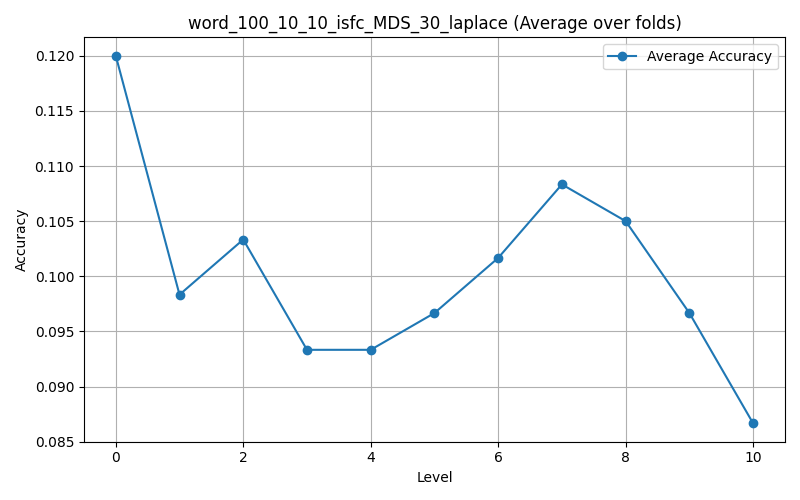 word_100_10_10_isfc_MDS_30_laplace (Average over folds)
Average Accuracy
Accuracy
0.120
0.115
0.110
0.105
0.100
0.095
0.090
0.085
0 2 4 6 8 10
Level